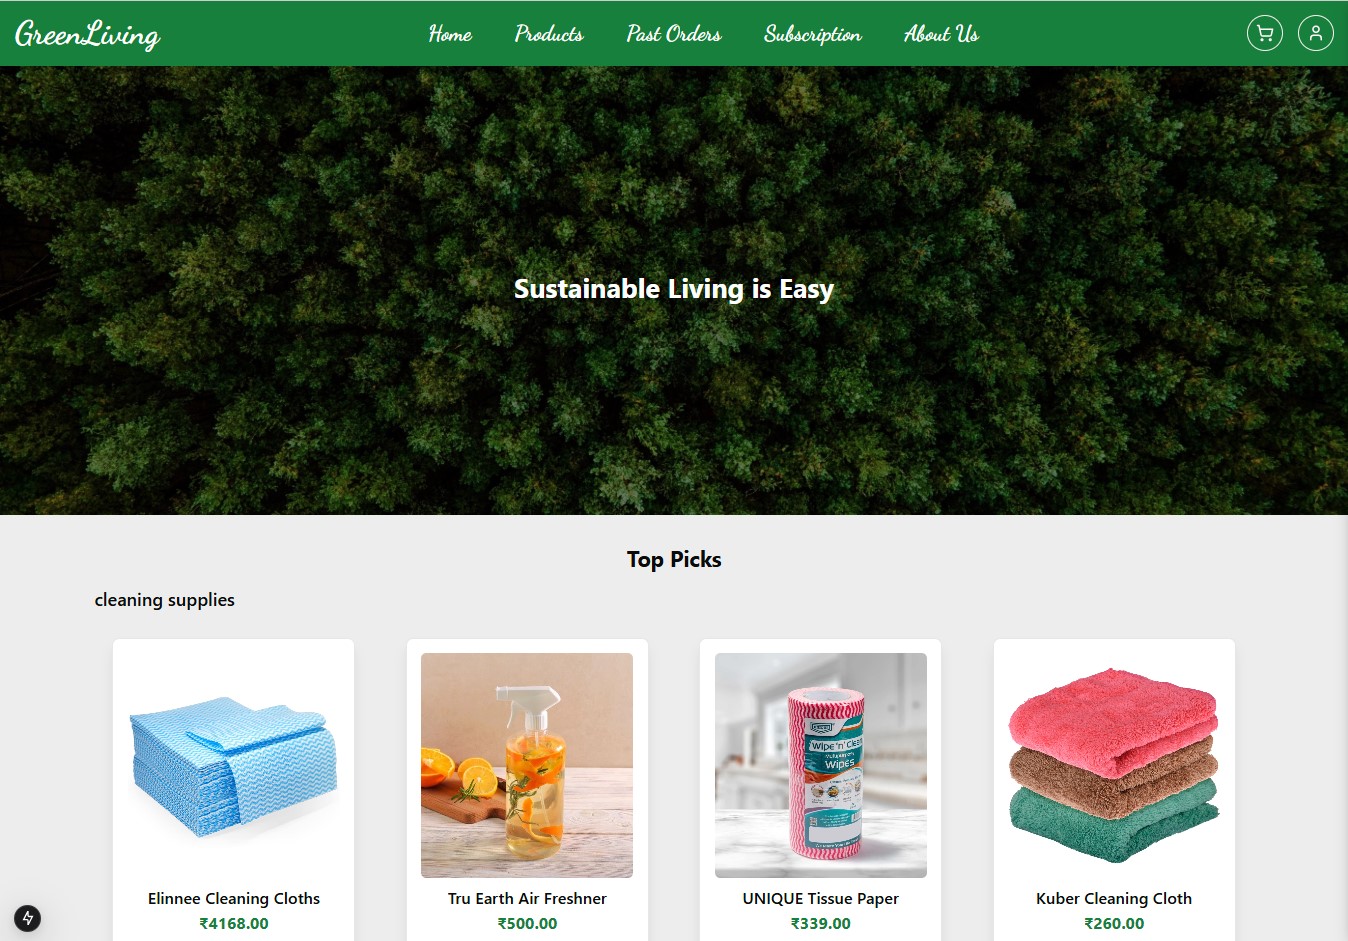 GreenLiving
Home Products Past Orders Subscription About Us
Sustainable Living is Easy
Top Picks
cleaning supplies
Wipe 'n' Clean
Wipes
Elinnee Cleaning Cloths
₹4168.00
Tru Earth Air Freshner
₹500.00
UNIQUE Tissue Paper
₹339.00
Kuber Cleaning Cloth
₹260.00